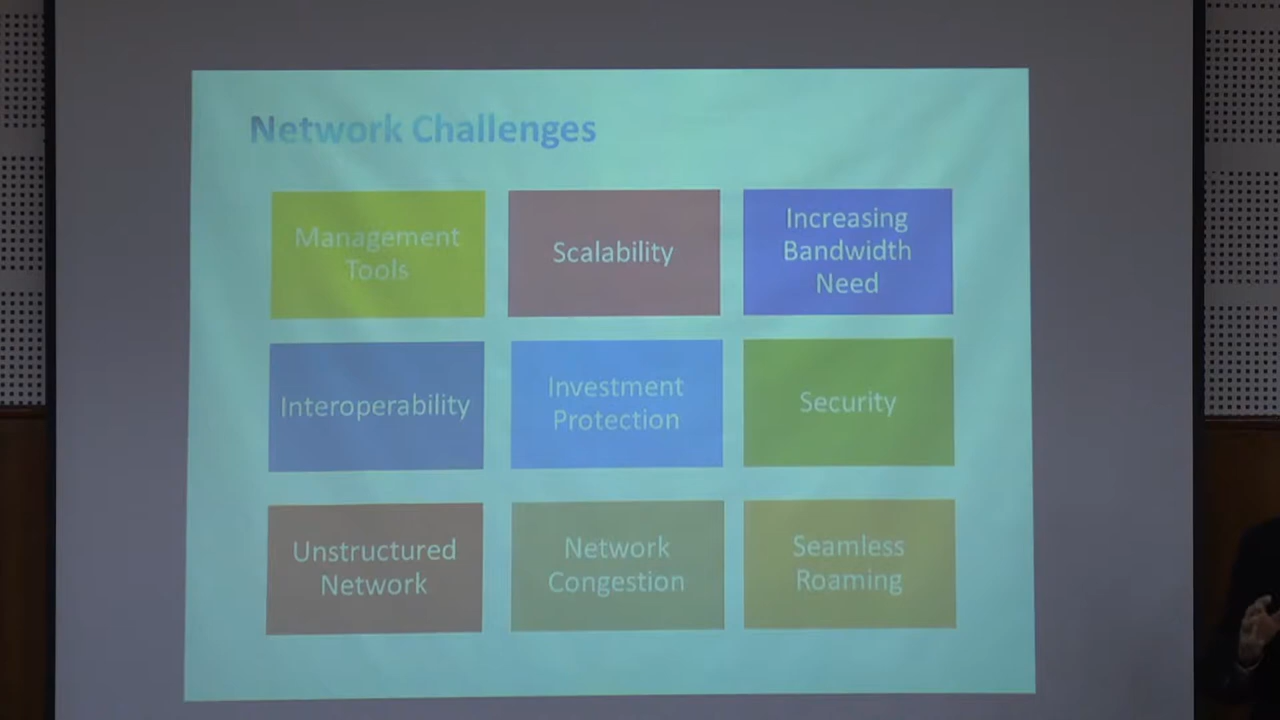 Network Challenges
Management
Tools
Scalability
Increasing
Bandwidth
Need
Interoperability
Investment
Protection
Security
Unstructured
Network
Network
Congestion
Seamless
Roaming